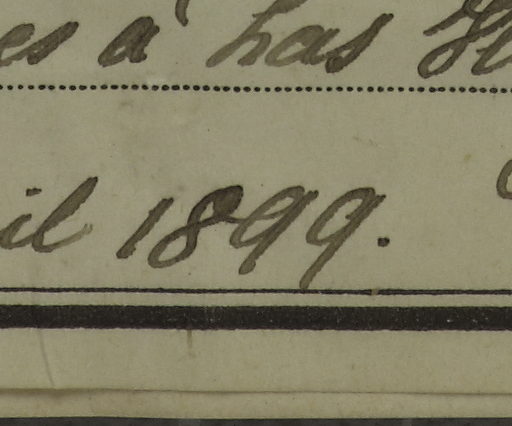 es à has
il 1899.